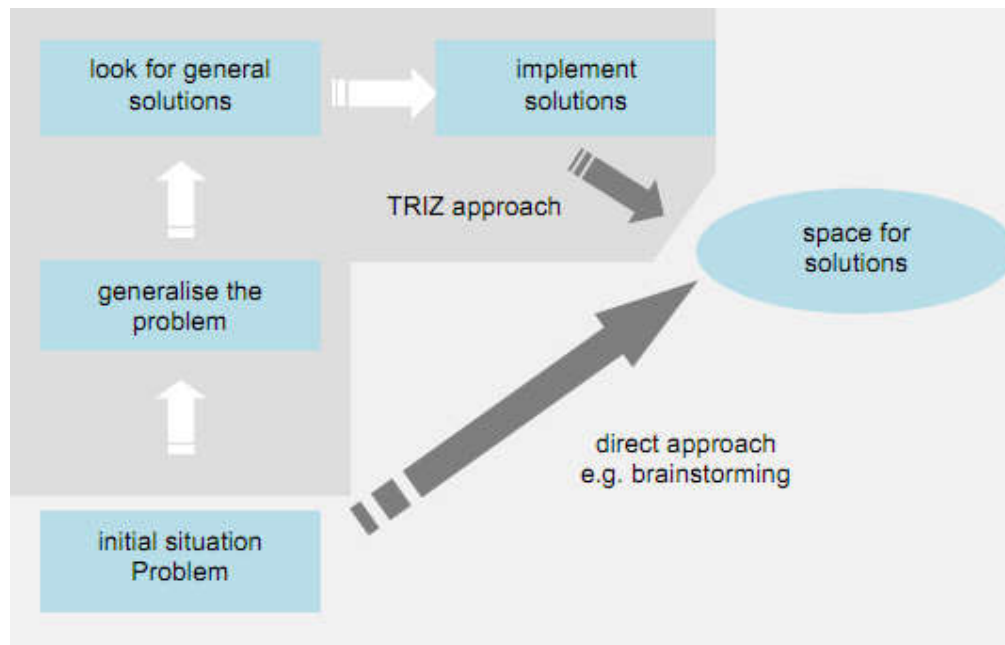 look for general
solutions
implement
solutions
TRIZ approach
space for
solutions
generalise the
problem
direct approach
e.g. brainstorming
initial situation
Problem